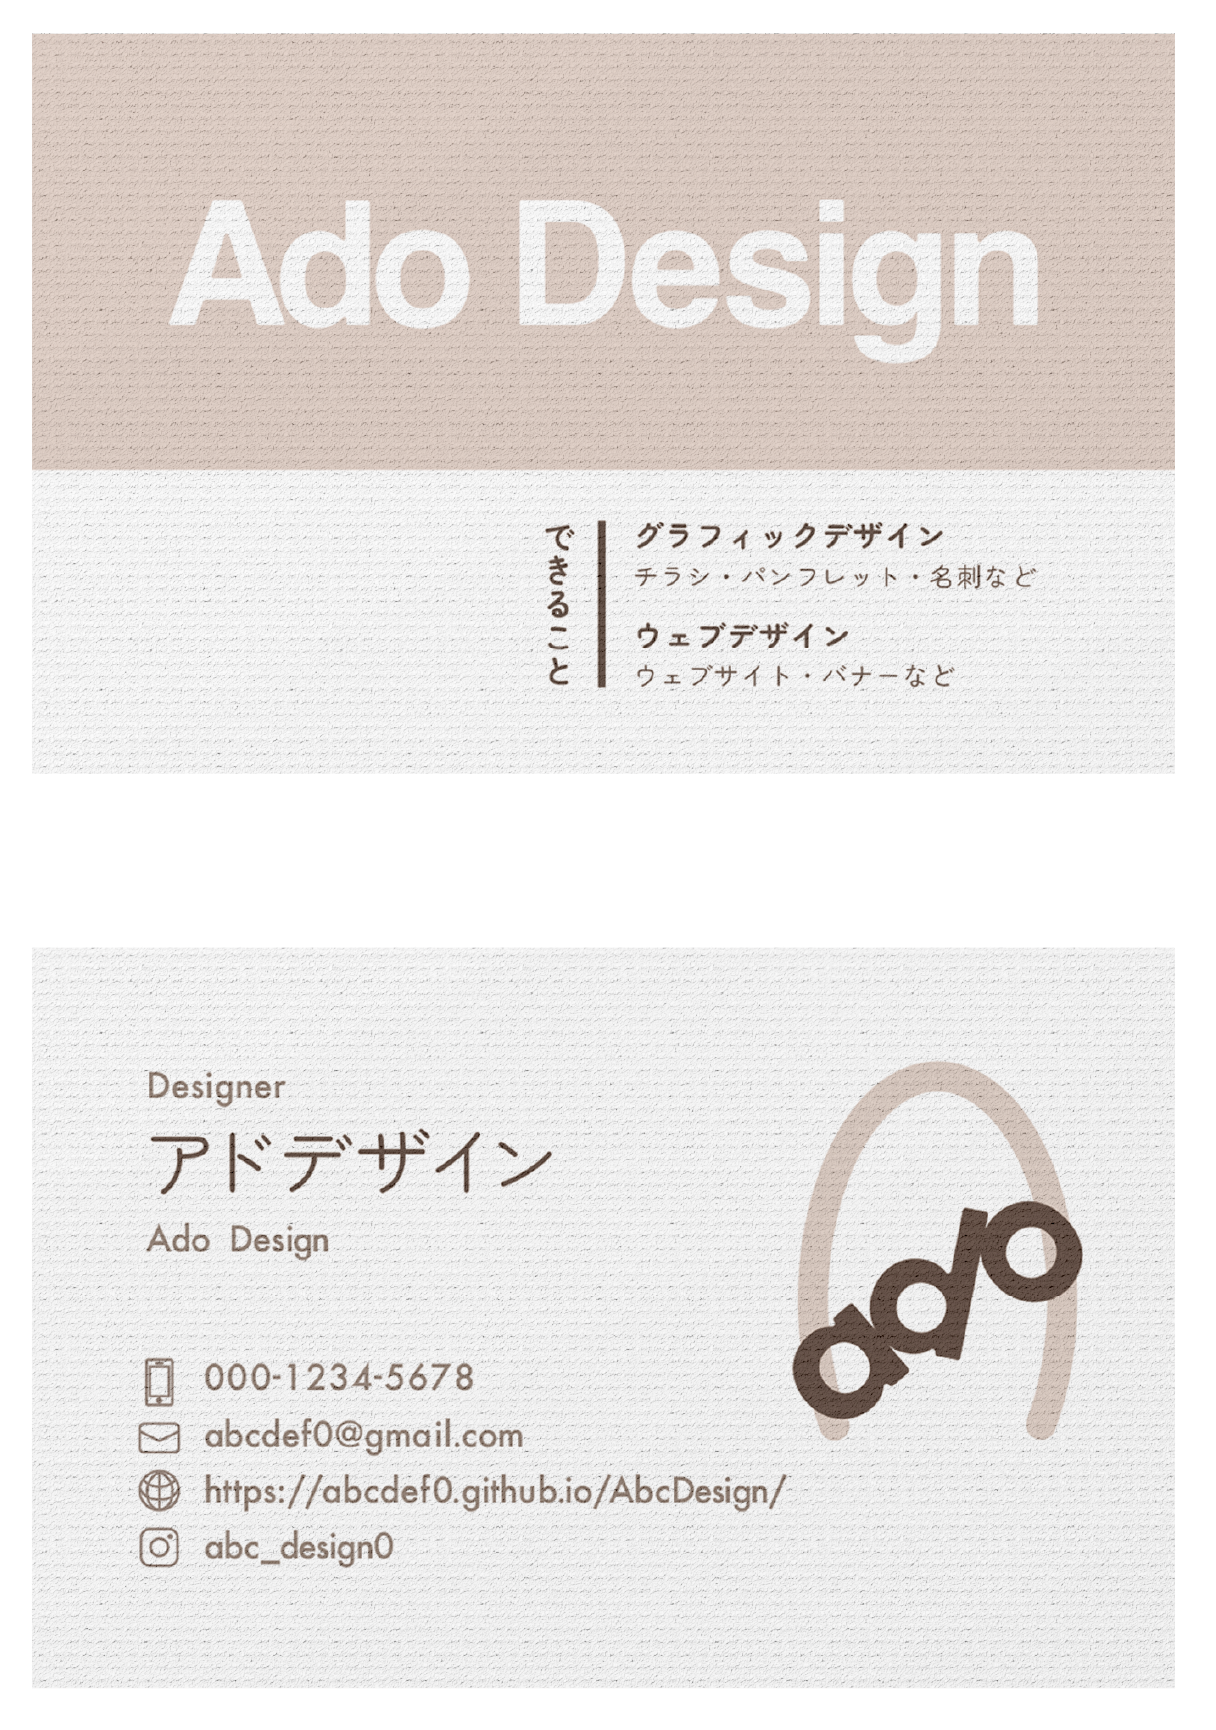 Ado Design
できること
グラフィックデザイン
チラシ・パンフレット・名刺など
ウェブデザイン
ウェブサイト・バナーなど
Designer
アドデザイン
Ado Design
ado
000-1234-5678
abcdef0@gmail.com
https://abcdef0.github.io/AbcDesign/
abc_design0